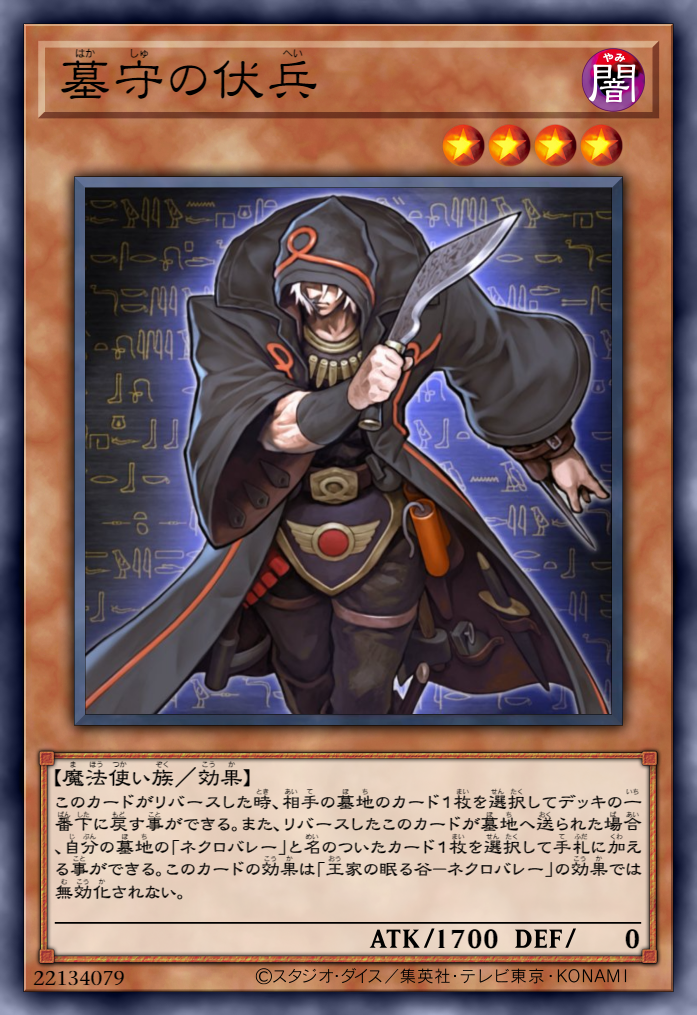 墓守の伏兵
闇
【魔法使い族／効果】
このカードがリバースした時、相手の墓地のカード1枚を選択してデッキの一
番下に戻す事ができる。また、リバースしたこのカードが墓地へ送られた場合
、自分の墓地の「ネクロバレー」と名のついたカード1枚を選択して手札に加え
る事ができる。このカードの効果は「王家の眠る谷－ネクロバレー」の効果では
無効化されない。
ATK/1700 DEF/ 0
22134079 ©スタジオ・ダイス／集英社・テレビ東京・KONAMI